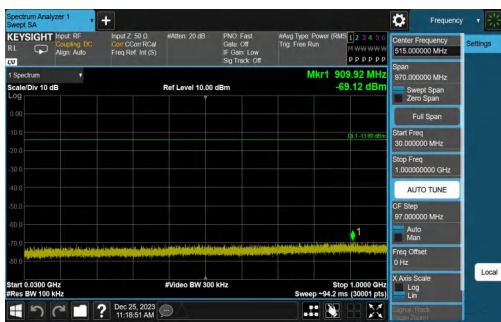 Spectrum Analyzer 1
Swept SA
Frequency
KEYSIGHT
Input: RF
Input Z: 50 Ω
#Atten: 20 dB
PNO: Fast
#Avg Type: Power (RMS)
1 2 3 4 5 6
RL
Coupling: DC
Corr CCorr RCal
Gate: Off
Trig: Free Run
M W W W W W
Align: Auto
Freq Ref: Int (S)
IF Gain: Low
P P P P P P
Sig Track: Off
Center Frequency
515.000000 MHz
Settings
1 Spectrum
Mkr1 909.92 MHz
Scale/Div 10 dB
Ref Level 10.00 dBm
-69.12 dBm
Log
Span
970.000000 MHz
Swept Span
Zero Span
Full Span
0.00
-10.0
DL1 -13.89 dBm
-20.0
-30.0
-40.0
-50.0
-60.0
-70.0
-80.0
1
Start Freq
30.000000 MHz
Stop Freq
1.000000000 GHz
AUTO TUNE
CF Step
97.000000 MHz
Auto
Man
Freq Offset
0 Hz
X Axis Scale
Log
Lin
Local
Signal Track
Start 0.0300 GHz
#Video BW 300 kHz
Stop 1.0000 GHz
#Res BW 100 kHz
Sweep ~94.2 ms (30001 pts)
?
Dec 25, 2023
11:18:51 AM